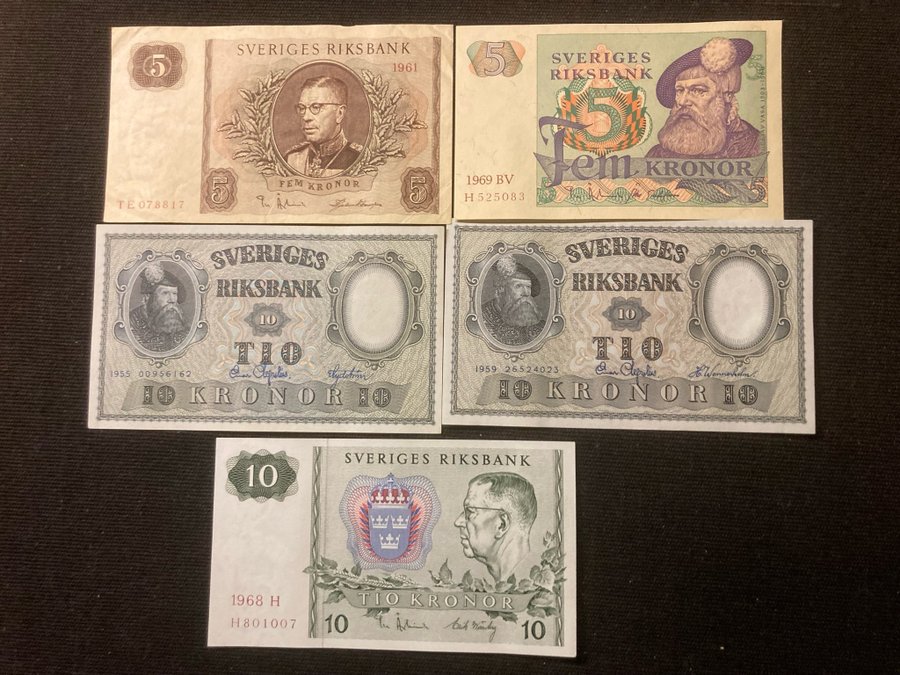 5
SVERIGES RIKSBANK
1961
FEM KRONOR
5
5
TE 078817
5
SVERIGES
RIKSBANK
5
Fem KRONOR
1969 BV
H 525083
SVERIGES
RIKSBANK
10
TIO
1955 00956162
10 KRONOR 10
SVERIGES
RIKSBANK
10
TIO
1959 26524023
10 KRONOR 10
10
SVERIGES RIKSBANK
1968 H
H801007
TIO KRONOR
10
10